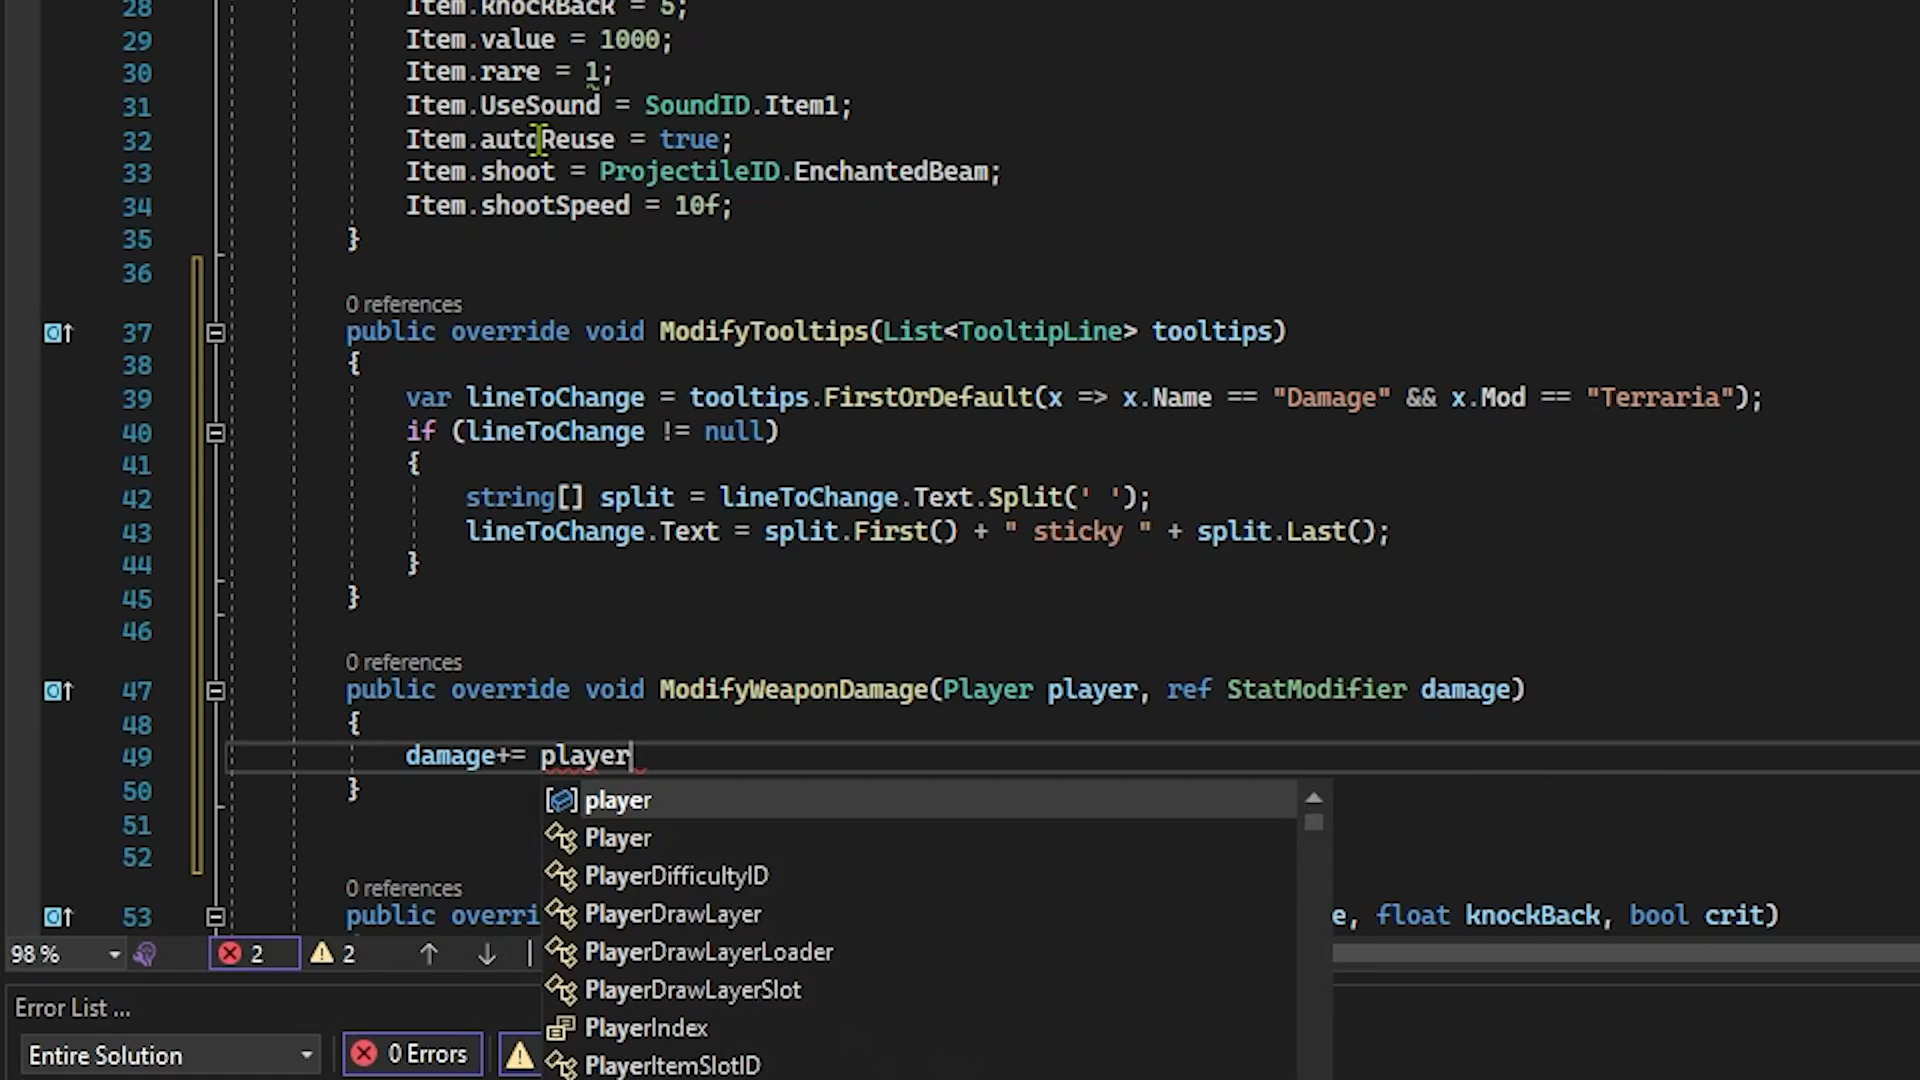 28 Item.knockBack = 5;
29 Item.value = 1000;
30 Item.rare = 1;
31 Item.UseSound = SoundID.Item1;
32 Item.autoReuse = true;
33 Item.shoot = ProjectileID.EnchantedBeam;
34 Item.shootSpeed = 10f;
35 }
36
0 references
37 public override void ModifyTooltips(List<TooltipLine> tooltips)
38 {
39 var lineToChange = tooltips.FirstOrDefault(x => x.Name == "Damage" && x.Mod == "Terraria");
40 if (lineToChange != null)
41 {
42 string[] split = lineToChange.Text.Split(' ');
43 lineToChange.Text = split.First() + " sticky " + split.Last();
44 }
45 }
46
0 references
47 public override void ModifyWeaponDamage(Player player, ref StatModifier damage)
48 {
49 damage+= player
50 }
51
52
0 references
53 public overri e, float knockBack, bool crit)
player
Player
PlayerDifficultyID
PlayerDrawLayer
PlayerDrawLayerLoader
PlayerDrawLayerSlot
PlayerIndex
PlayerItemSlotID
98 % 2 2
Error List ...
Entire Solution 0 Errors